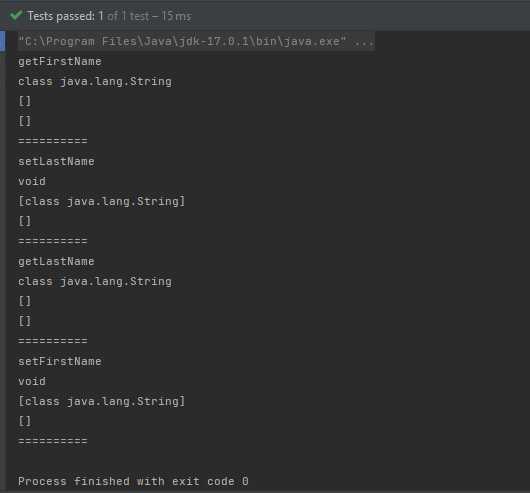 Tests passed: 1 of 1 test – 15 ms
"C:\Program Files\Java\jdk-17.0.1\bin\java.exe" ...
getFirstName
class java.lang.String
[]
[]
==========
setLastName
void
[class java.lang.String]
[]
==========
getLastName
class java.lang.String
[]
[]
==========
setFirstName
void
[class java.lang.String]
[]
==========
Process finished with exit code 0